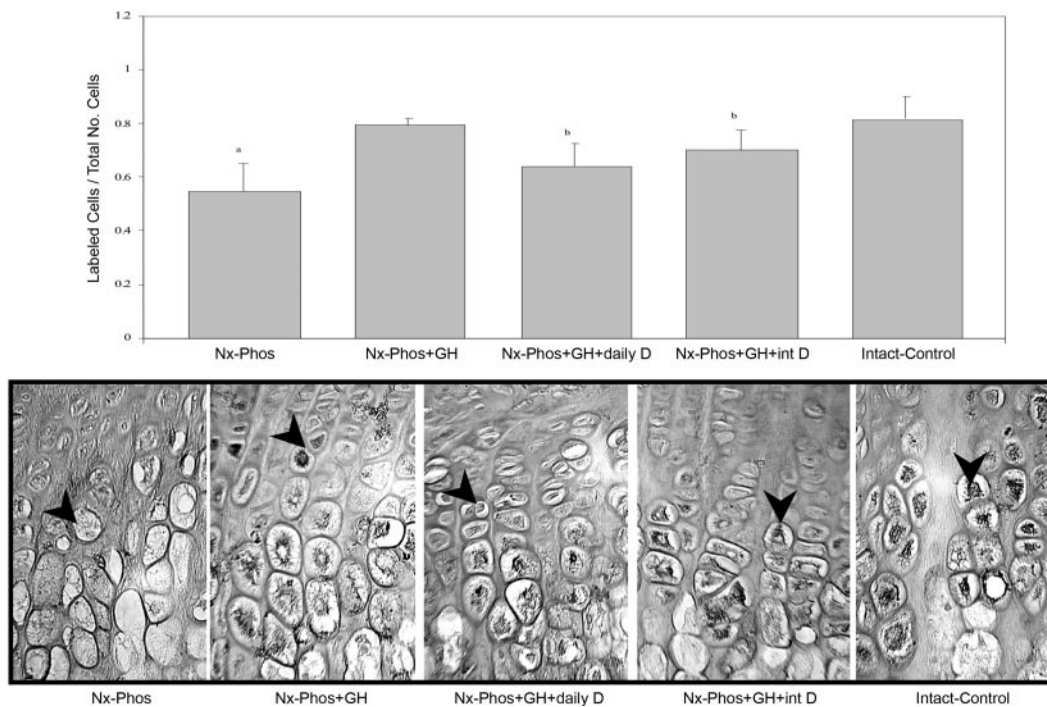 1.2
1
0.8
0.6
0.4
0.2
0
Labeled Cells / Total No. Cells
a
b
b
Nx-Phos Nx-Phos+GH Nx-Phos+GH+daily D Nx-Phos+GH+int D Intact-Control
Nx-Phos Nx-Phos+GH Nx-Phos+GH+daily D Nx-Phos+GH+int D Intact-Control